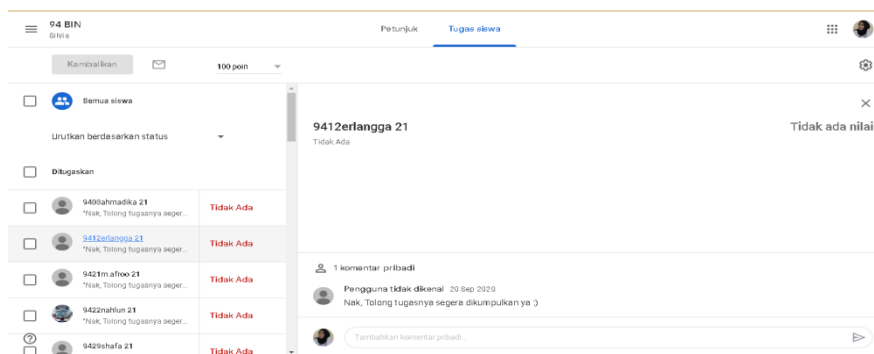 94 BIN
Silvia
Petunjuk
Tugas siswa
Kembalikan
100 poin
Semua siswa
Urutkan berdasarkan status
Ditugaskan
9409ahmadika 21
"Nak, Tolong tugasnya seger...
Tidak Ada
9412erlangga 21
"Nak, Tolong tugasnya seger...
Tidak Ada
9421m.afroo 21
"Nak, Tolong tugasnya seger...
Tidak Ada
9422nahlun 21
"Nak, Tolong tugasnya seger...
Tidak Ada
9429shafa 21
Tidak Ada
9412erlangga 21
Tidak Ada
Tidak ada nilai
1 komentar pribadi
Pengguna tidak dikenal 20 Sep 2020
Nak, Tolong tugasnya segera dikumpulkan ya :)
Tambahkan komentar pribadi...